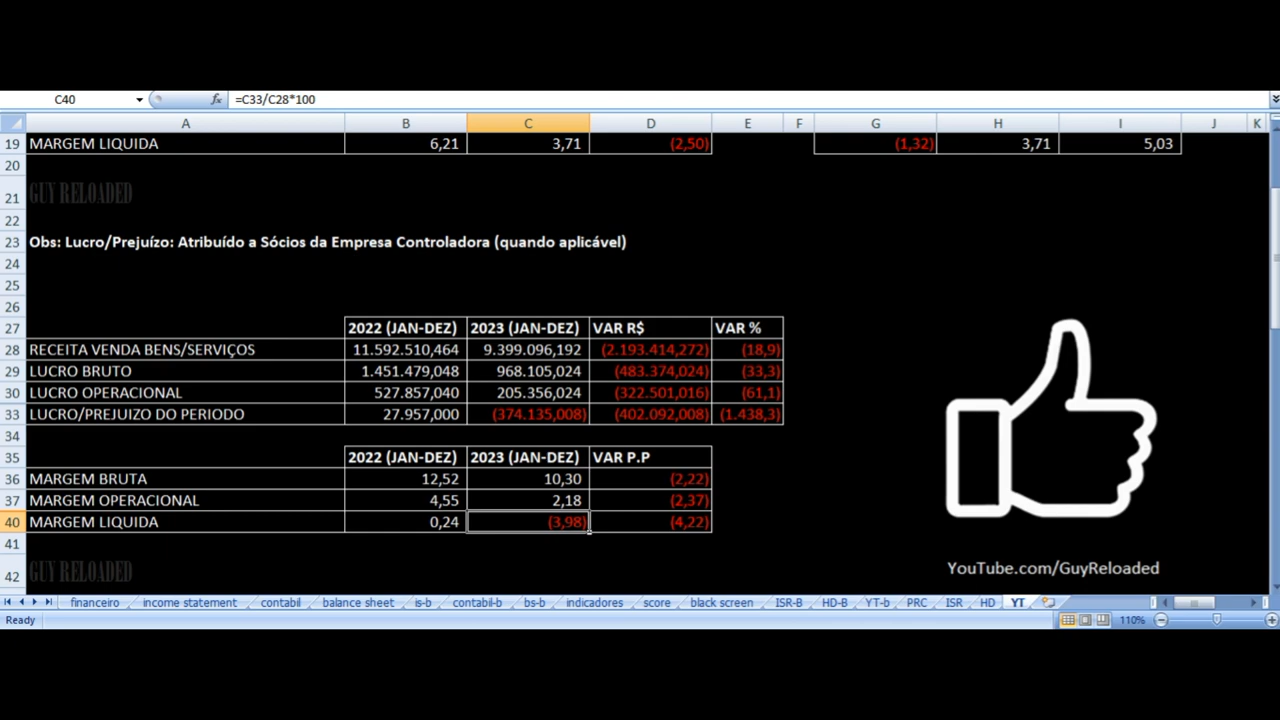 C40 fx =C33/C28*100
A B C D E F G H I J K
19 MARGEM LIQUIDA 6,21 3,71 (2,50) (1,32) 3,71 5,03
20
21 GUY RELOADED
22
23 Obs: Lucro/Prejuízo: Atribuído a Sócios da Empresa Controladora (quando aplicável)
24
25
26
27 2022 (JAN-DEZ) 2023 (JAN-DEZ) VAR R$ VAR %
28 RECEITA VENDA BENS/SERVIÇOS 11.592.510,464 9.399.096,192 (2.193.414,272) (18,9)
29 LUCRO BRUTO 1.451.479,048 968.105,024 (483.374,024) (33,3)
30 LUCRO OPERACIONAL 527.857,040 205.356,024 (322.501,016) (61,1)
33 LUCRO/PREJUIZO DO PERIODO 27.957,000 (374.135,008) (402.092,008) (1.438,3)
34
35 2022 (JAN-DEZ) 2023 (JAN-DEZ) VAR P.P
36 MARGEM BRUTA 12,52 10,30 (2,22)
37 MARGEM OPERACIONAL 4,55 2,18 (2,37)
40 MARGEM LIQUIDA 0,24 (3,98) (4,22)
41
42 GUY RELOADED
YouTube.com/GuyReloaded
financeiro income statement contabil balance sheet is-b contabil-b bs-b indicadores score black screen ISR-B HD-B YT-b PRC ISR HD YT
Ready 110%